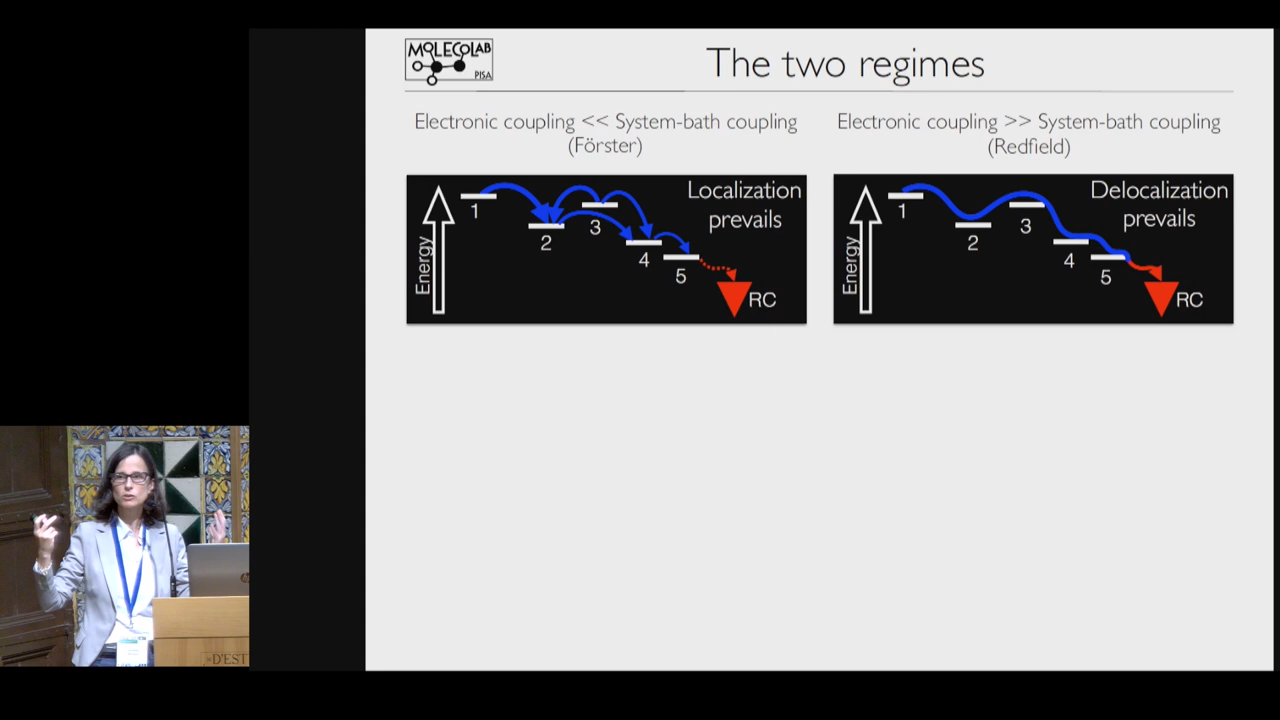 MOLECOLAB
PISA
The two regimes
Electronic coupling << System-bath coupling
(Förster)
Energy
1
2
3
4
5
RC
Localization
prevails
Electronic coupling >> System-bath coupling
(Redfield)
Energy
1
2
3
4
5
RC
Delocalization
prevails
D'EST